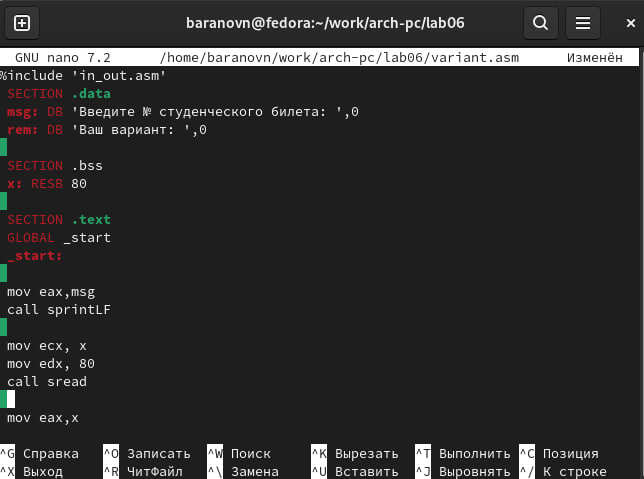 baranovn@fedora:~/work/arch-pc/lab06
GNU nano 7.2 /home/baranovn/work/arch-pc/lab06/variant.asm Изменён
%include 'in_out.asm'
SECTION .data
msg: DB 'Введите № студенческого билета: ',0
rem: DB 'Ваш вариант: ',0
SECTION .bss
x: RESB 80
SECTION .text
GLOBAL _start
_start:
mov eax,msg
call sprintLF
mov ecx, x
mov edx, 80
call sread
mov eax,x
^G Справка ^O Записать ^W Поиск ^K Вырезать ^T Выполнить ^C Позиция
^X Выход ^R ЧитФайл ^\ Замена ^U Вставить ^J Выровнять ^/ К строке